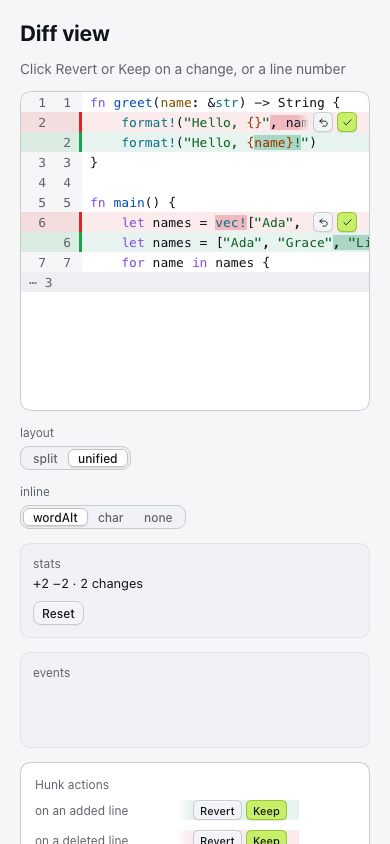 Diff view
Click Revert or Keep on a change, or a line number
1 1 fn greet(name: &str) -> String {
2 format!("Hello, {}", nam
2 format!("Hello, {name}!")
3 3 }
4 4
5 5 fn main() {
6 let names = vec!["Ada",
6 let names = ["Ada", "Grace", "Li
7 7 for name in names {
⋯ 3
layout
split unified
inline
wordAlt char none
stats
+2 −2 · 2 changes
Reset
events
Hunk actions
on an added line Revert Keep
on a deleted line Revert Keep